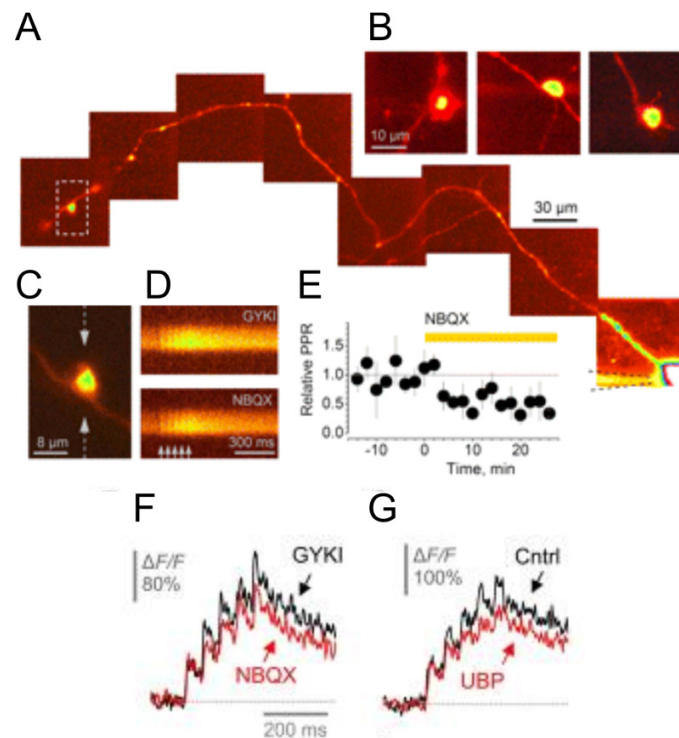 A
B
10 µm
30 µm
C
D
E
GYKI
NBQX
8 µm
300 ms
NBQX
Relative PPR
1.5
1.0
0.5
0.0
-10
0
10
20
Time, min
F
G
ΔF/F
80%
GYKI
NBQX
200 ms
ΔF/F
100%
Cntrl
UBP